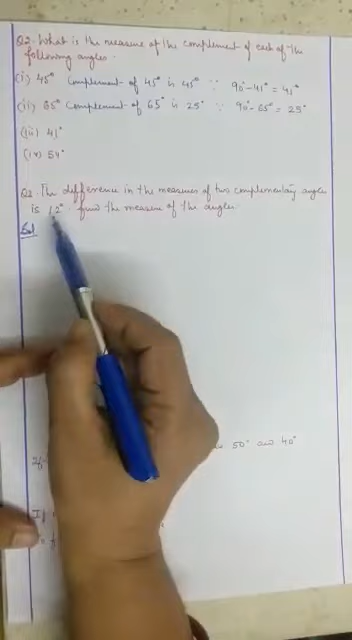 Q2. What is the measure of the complement of each of the
following angles.
(i) 45° Complement of 45° is 45° ∵ 90° - 45° = 45°
(ii) 65° Complement of 65° is 25° ∵ 90° - 65° = 25°
(iii) 41°
(iv) 54°
Q3. The difference in the measures of two complementary angles
is 12°. find the measure of the angles.
Sol
50° and 40°